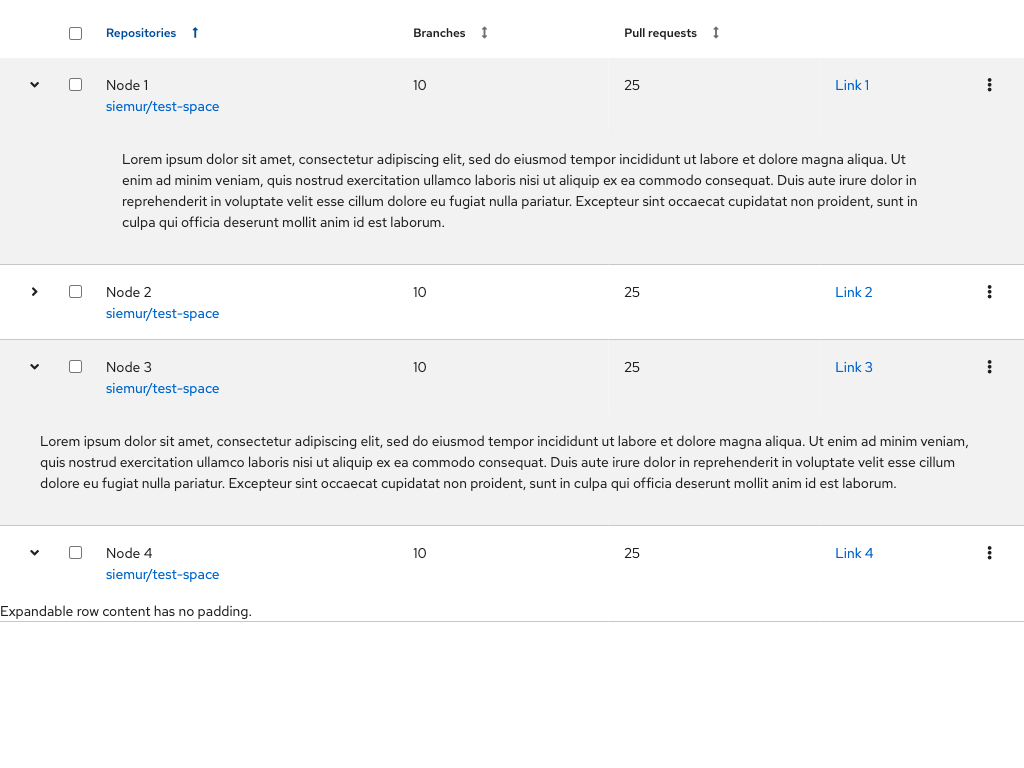 Repositories Branches Pull requests
Node 1 10 25 Link 1
siemur/test-space
Lorem ipsum dolor sit amet, consectetur adipiscing elit, sed do eiusmod tempor incididunt ut labore et dolore magna aliqua. Ut
enim ad minim veniam, quis nostrud exercitation ullamco laboris nisi ut aliquip ex ea commodo consequat. Duis aute irure dolor in
reprehenderit in voluptate velit esse cillum dolore eu fugiat nulla pariatur. Excepteur sint occaecat cupidatat non proident, sunt in
culpa qui officia deserunt mollit anim id est laborum.
Node 2 10 25 Link 2
siemur/test-space
Node 3 10 25 Link 3
siemur/test-space
Lorem ipsum dolor sit amet, consectetur adipiscing elit, sed do eiusmod tempor incididunt ut labore et dolore magna aliqua. Ut enim ad minim veniam,
quis nostrud exercitation ullamco laboris nisi ut aliquip ex ea commodo consequat. Duis aute irure dolor in reprehenderit in voluptate velit esse cillum
dolore eu fugiat nulla pariatur. Excepteur sint occaecat cupidatat non proident, sunt in culpa qui officia deserunt mollit anim id est laborum.
Node 4 10 25 Link 4
siemur/test-space
Expandable row content has no padding.